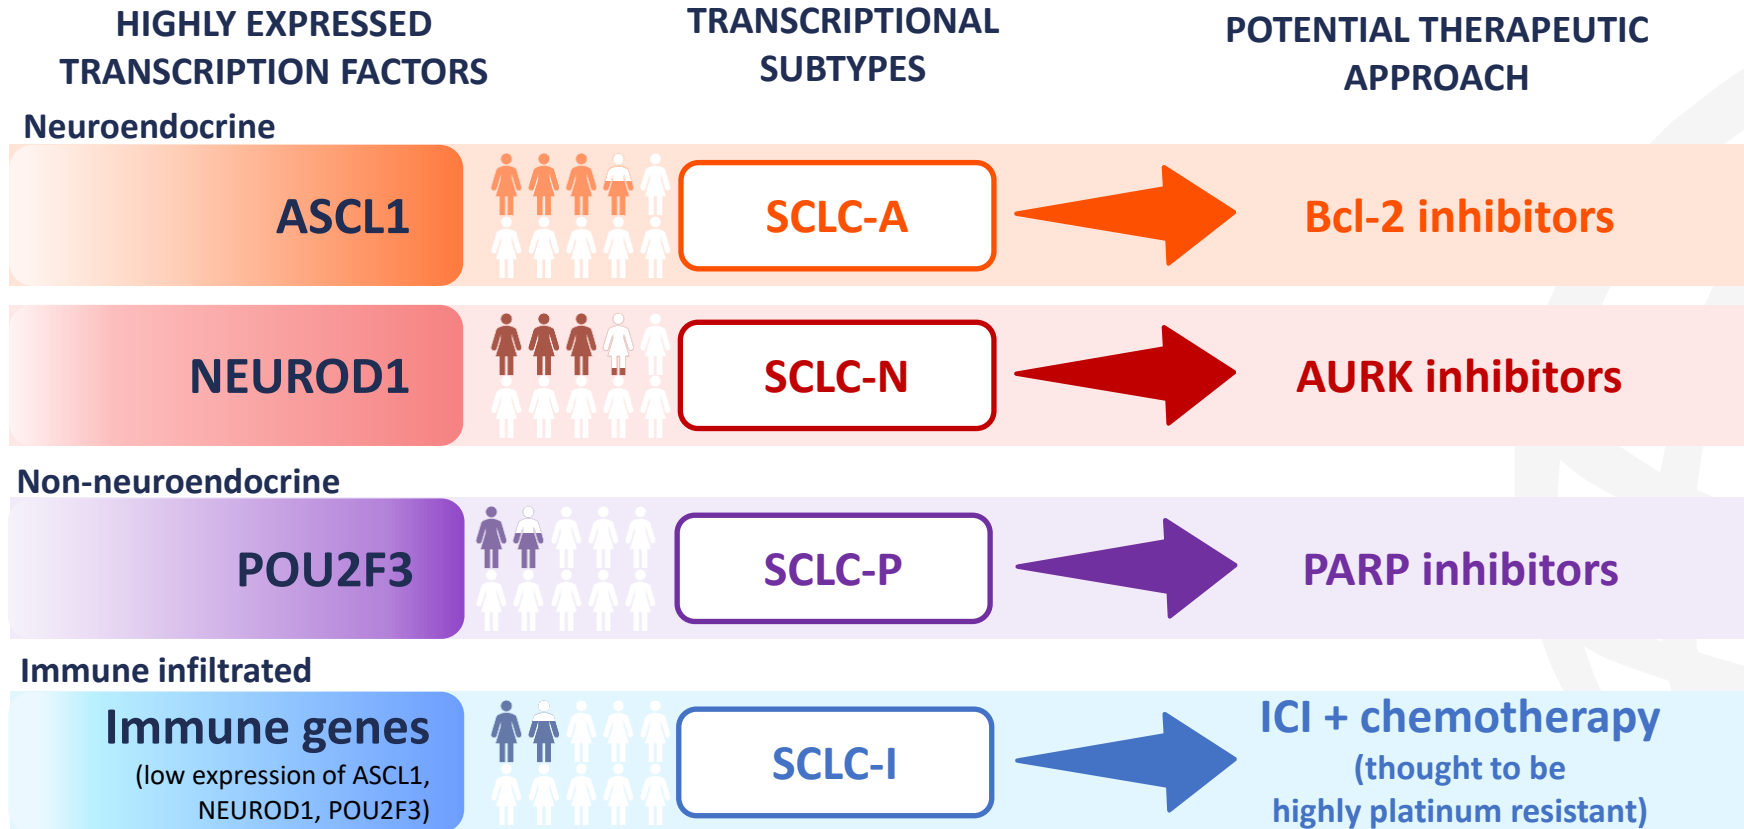 HIGHLY EXPRESSED
TRANSCRIPTION FACTORS
TRANSCRIPTIONAL
SUBTYPES
POTENTIAL THERAPEUTIC
APPROACH
Neuroendocrine
ASCL1
SCLC-A
Bcl-2 inhibitors
NEUROD1
SCLC-N
AURK inhibitors
Non-neuroendocrine
POU2F3
SCLC-P
PARP inhibitors
Immune infiltrated
Immune genes
(low expression of ASCL1,
NEUROD1, POU2F3)
SCLC-I
ICI + chemotherapy
(thought to be
highly platinum resistant)